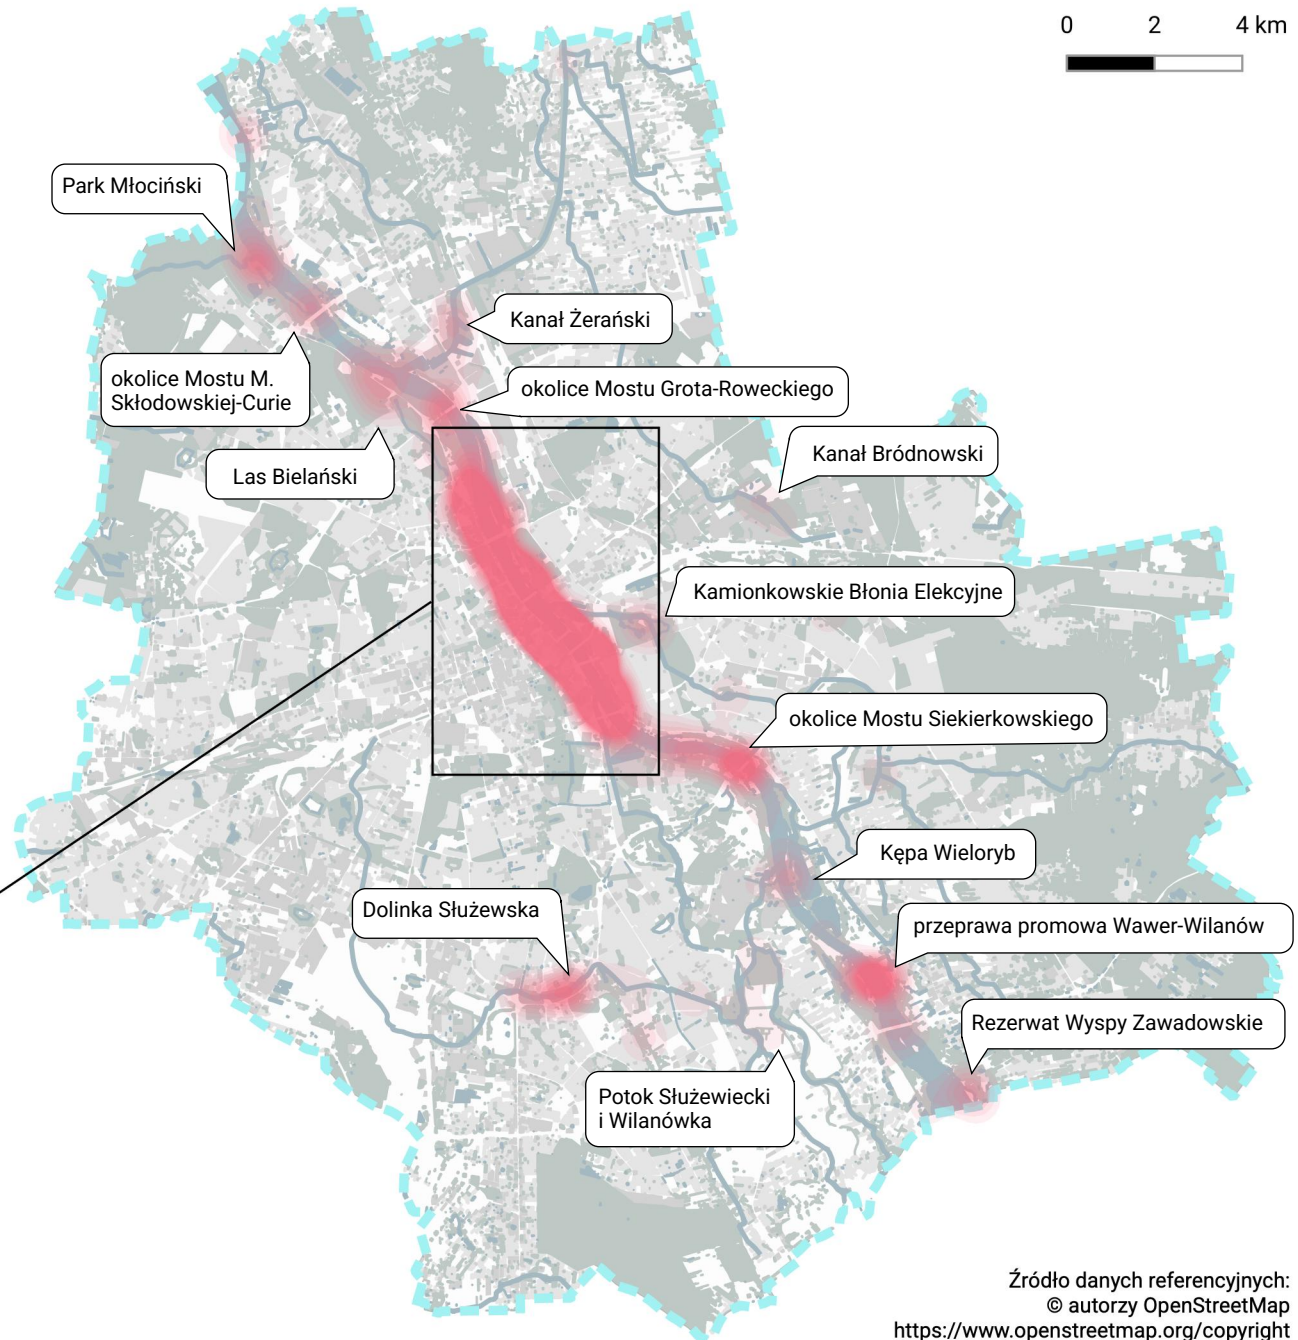 0 2 4 km
Park Młociński
Kanał Żerański
okolice Mostu M.
Skłodowskiej-Curie
okolice Mostu Grota-Roweckiego
Kanał Bródnowski
Las Bielański
Kamionkowskie Błonia Elekcyjne
okolice Mostu Siekierkowskiego
Kępa Wieloryb
Dolinka Służewska
przeprawa promowa Wawer-Wilanów
Rezerwat Wyspy Zawadowskie
Potok Służewiecki
i Wilanówka
Źródło danych referencyjnych:
© autorzy OpenStreetMap
https://www.openstreetmap.org/copyright